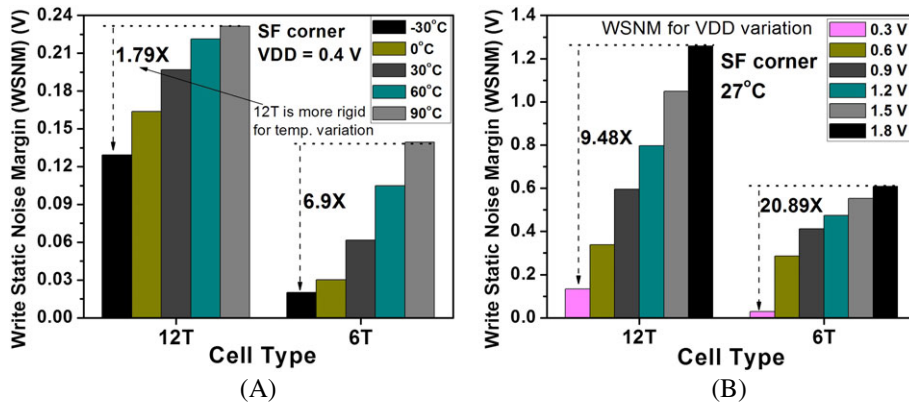 Write Static Noise Margin (WSNM) (V)
0.24
0.21
0.18
0.15
0.12
0.09
0.06
0.03
0.00
SF corner
VDD = 0.4 V
-30°C
0°C
30°C
60°C
90°C
1.79X
12T is more rigid
for temp. variation
6.9X
12T
6T
Cell Type
(A)
Write Static Noise Margin (WSNM) (V)
1.4
1.2
1.0
0.8
0.6
0.4
0.2
0.0
WSNM for VDD variation
SF corner
27°C
0.3 V
0.6 V
0.9 V
1.2 V
1.5 V
1.8 V
9.48X
20.89X
12T
6T
Cell Type
(B)